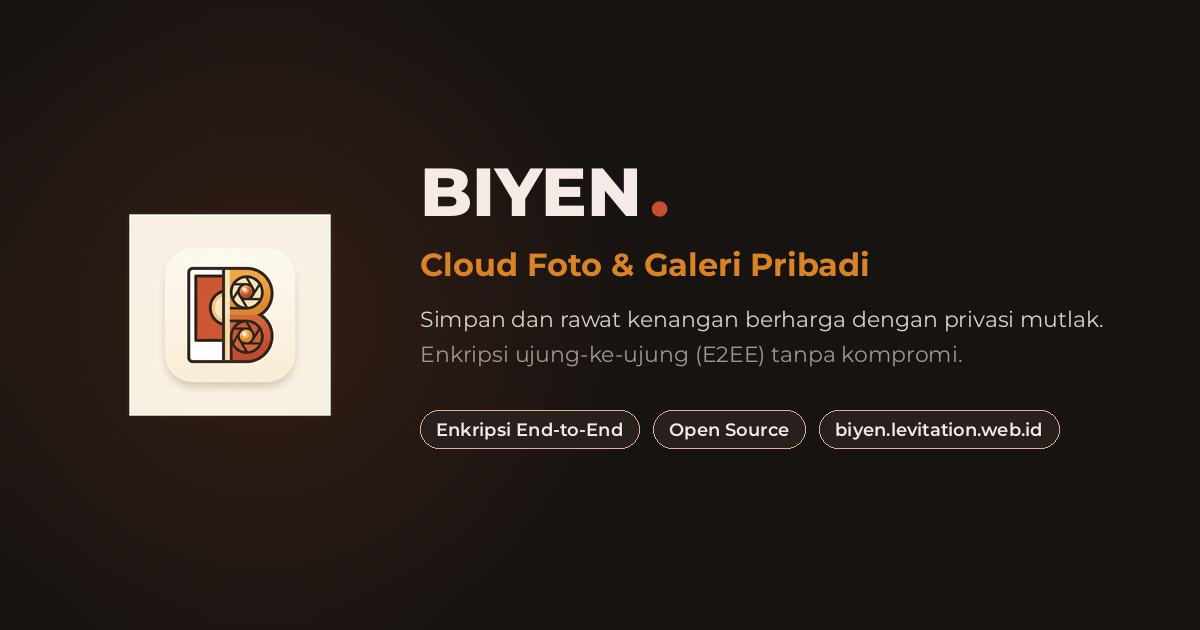 BIYEN.
Cloud Foto & Galeri Pribadi
Simpan dan rawat kenangan berharga dengan privasi mutlak.
Enkripsi ujung-ke-ujung (E2EE) tanpa kompromi.
Enkripsi End-to-End
Open Source
biyen.levitation.web.id